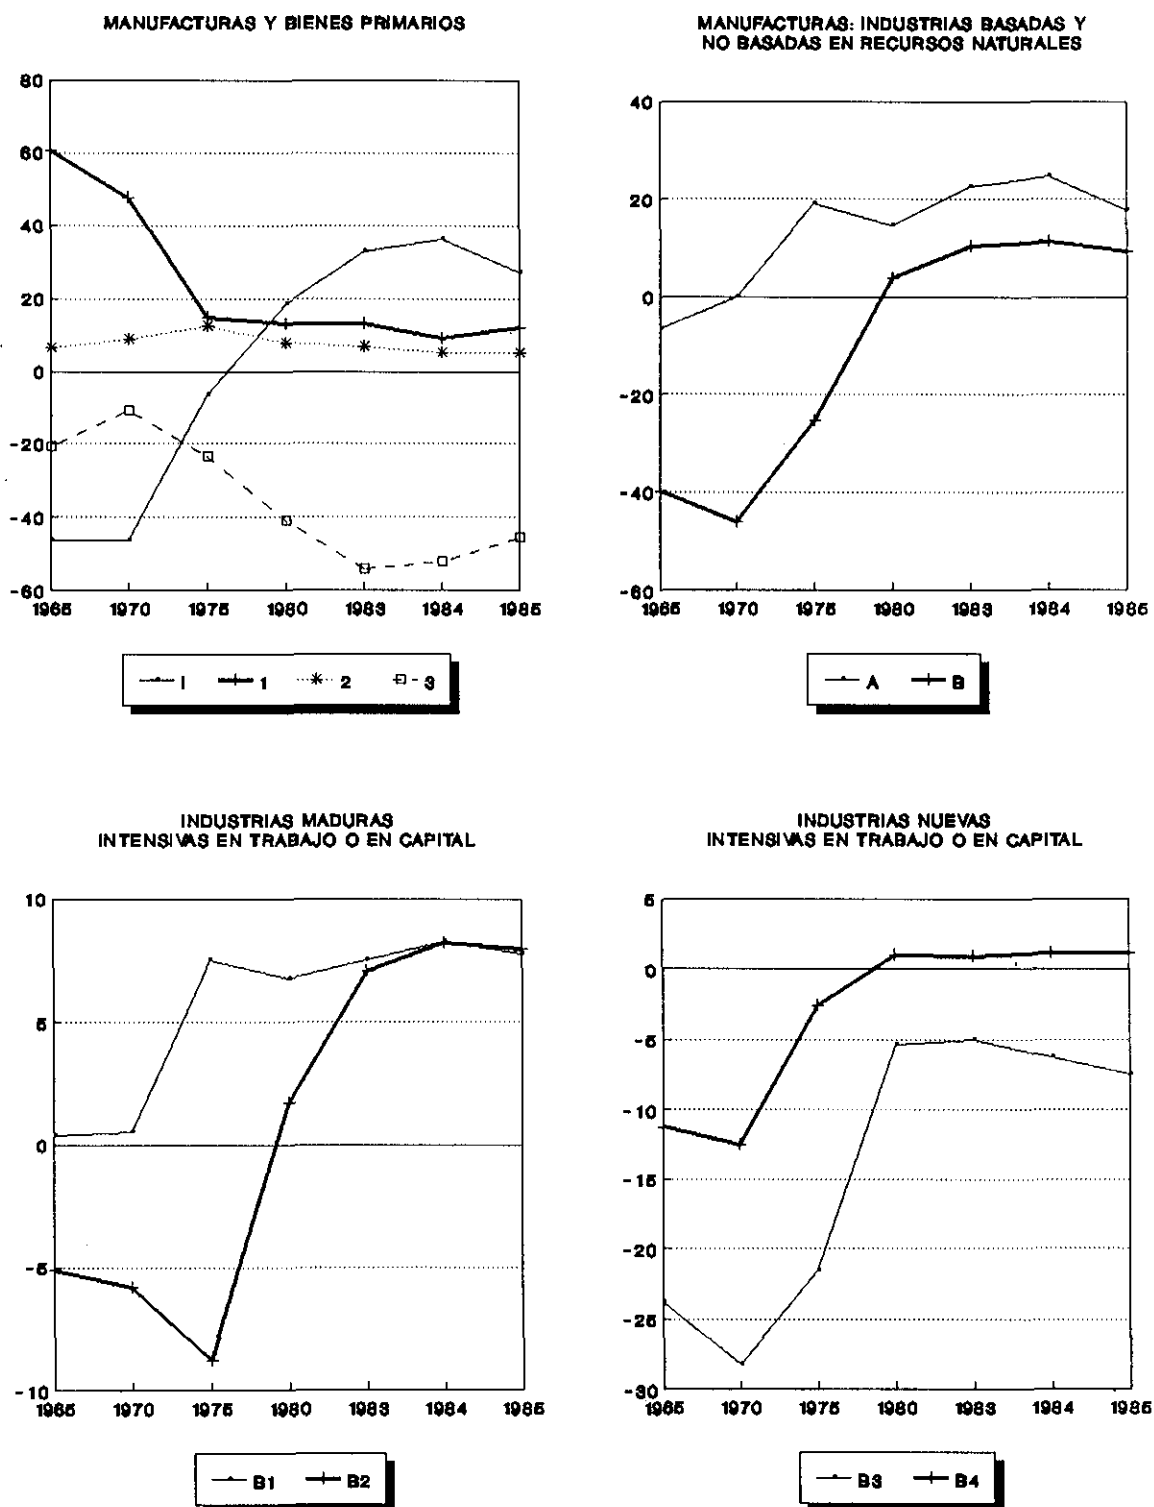 MANUFACTURAS Y BIENES PRIMARIOS
80
60
40
20
0
-20
-40
-60
1965 1970 1975 1980 1983 1984 1985
I 1 2 3
MANUFACTURAS: INDUSTRIAS BASADAS Y
NO BASADAS EN RECURSOS NATURALES
40
20
0
-20
-40
-60
1965 1970 1975 1980 1983 1984 1985
A B
INDUSTRIAS MADURAS
INTENSIVAS EN TRABAJO O EN CAPITAL
10
5
0
-5
-10
1965 1970 1975 1980 1983 1984 1985
B1 B2
INDUSTRIAS NUEVAS
INTENSIVAS EN TRABAJO O EN CAPITAL
5
0
-5
-10
-15
-20
-25
-30
1965 1970 1975 1980 1983 1984 1985
B3 B4